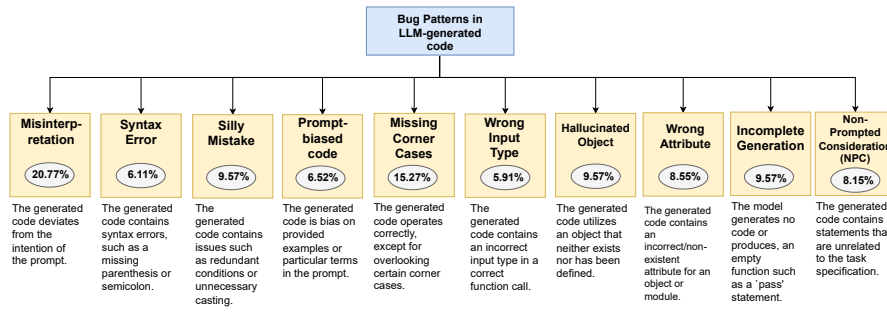 Bug Patterns in
LLM-generated
code
Misinterp-
retation
20.77%
The generated
code deviates
from the
intention of
the prompt.
Syntax
Error
6.11%
The generated
code contains
syntax errors,
such as a
missing
parenthesis or
semicolon.
Silly
Mistake
9.57%
The
generated
code contains
issues such
as redundant
conditions or
unnecessary
casting.
Prompt-
biased
code
6.52%
The generated
code is bias on
provided
examples or
particular terms
in the prompt.
Missing
Corner
Cases
15.27%
The generated
code operates
correctly,
except for
overlooking
certain corner
cases.
Wrong
Input
Type
5.91%
The
generated
code contains
an incorrect
input type in a
correct
function call.
Hallucinated
Object
9.57%
The generated
code utilizes
an object that
neither exists
nor has been
defined.
Wrong
Attribute
8.55%
The generated
code contains
an
incorrect/non-
existent
attribute for an
object or
module.
Incomplete
Generation
9.57%
The model
generates no
code or
produces, an
empty
function such
as a `pass'
statement.
Non-
Prompted
Consideration
(NPC)
8.15%
The generated
code contains
statements that
are unrelated
to the task
specification.